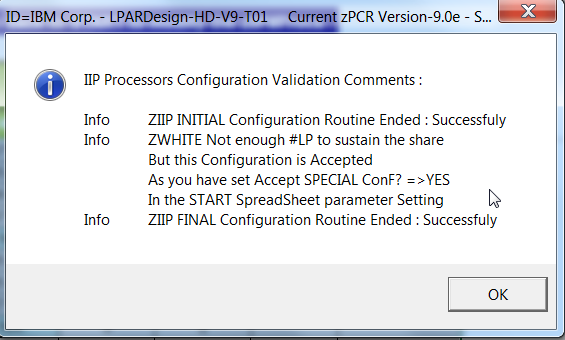 ID=IBM Corp. - LPARDesign-HD-V9-T01 Current zPCR Version-9.0e - S...
IIP Processors Configuration Validation Comments :
Info ZIIP INITIAL Configuration Routine Ended : Successfuly
Info ZWHITE Not enough #LP to sustain the share
But this Configuration is Accepted
As you have set Accept SPECIAL ConF? =>YES
In the START SpreadSheet parameter Setting
Info ZIIP FINAL Configuration Routine Ended : Successfuly
OK